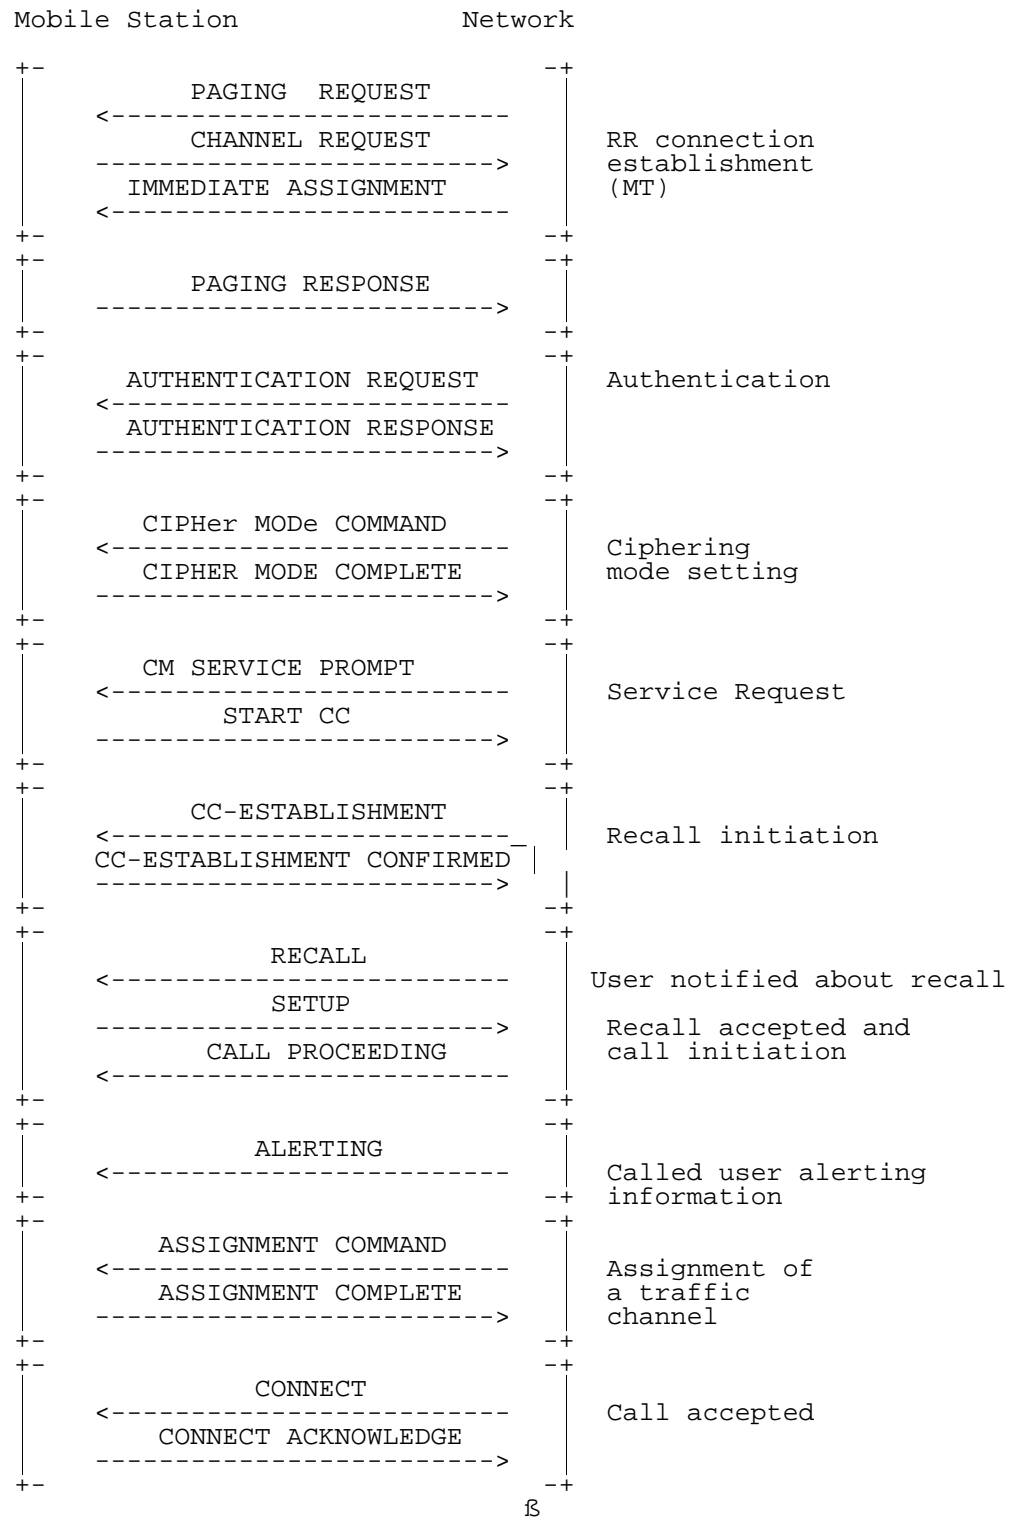 Mobile Station Network
PAGING REQUEST
CHANNEL REQUEST RR connection
establishment
IMMEDIATE ASSIGNMENT (MT)
PAGING RESPONSE
AUTHENTICATION REQUEST Authentication
AUTHENTICATION RESPONSE
CIPHer MODe COMMAND
Ciphering
CIPHER MODE COMPLETE mode setting
CM SERVICE PROMPT
Service Request
START CC
CC-ESTABLISHMENT
Recall initiation
CC-ESTABLISHMENT CONFIRMED
RECALL
User notified about recall
SETUP
Recall accepted and
CALL PROCEEDING call initiation
ALERTING
Called user alerting
information
ASSIGNMENT COMMAND
Assignment of
ASSIGNMENT COMPLETE a traffic
channel
CONNECT
Call accepted
CONNECT ACKNOWLEDGE
ß